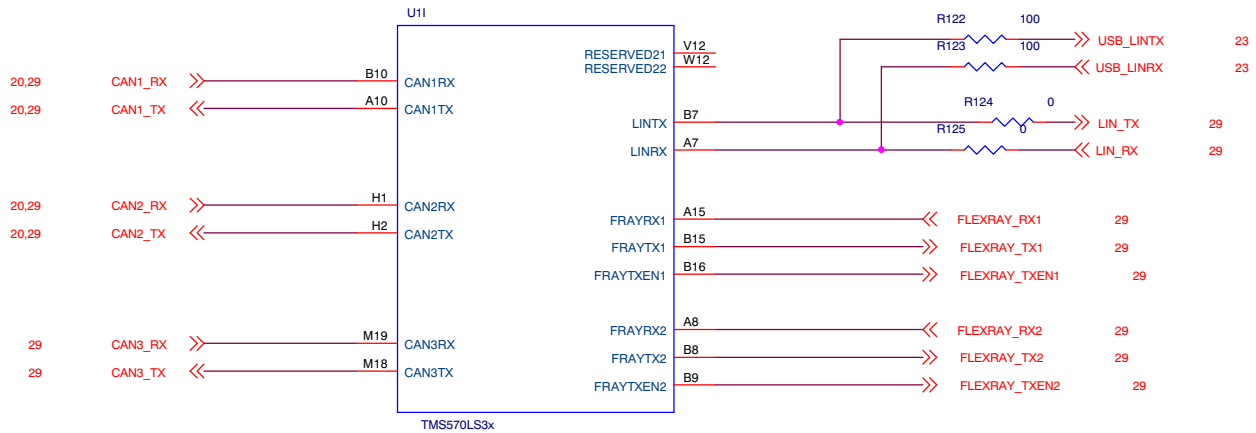 U1I
R122 100
RESERVED21 V12 USB_LINTX 23
R123 100
RESERVED22 W12 USB_LINRX 23
20,29 CAN1_RX B10 CAN1RX
R124 0
20,29 CAN1_TX A10 CAN1TX
LINTX B7 LIN_TX 29
R125 0
LINRX A7 LIN_RX 29
20,29 CAN2_RX H1 CAN2RX
FRAYRX1 A15 FLEXRAY_RX1 29
20,29 CAN2_TX H2 CAN2TX
FRAYTX1 B15 FLEXRAY_TX1 29
FRAYTXEN1 B16 FLEXRAY_TXEN1 29
FRAYRX2 A8 FLEXRAY_RX2 29
29 CAN3_RX M19 CAN3RX
FRAYTX2 B8 FLEXRAY_TX2 29
29 CAN3_TX M18 CAN3TX
FRAYTXEN2 B9 FLEXRAY_TXEN2 29
TMS570LS3x